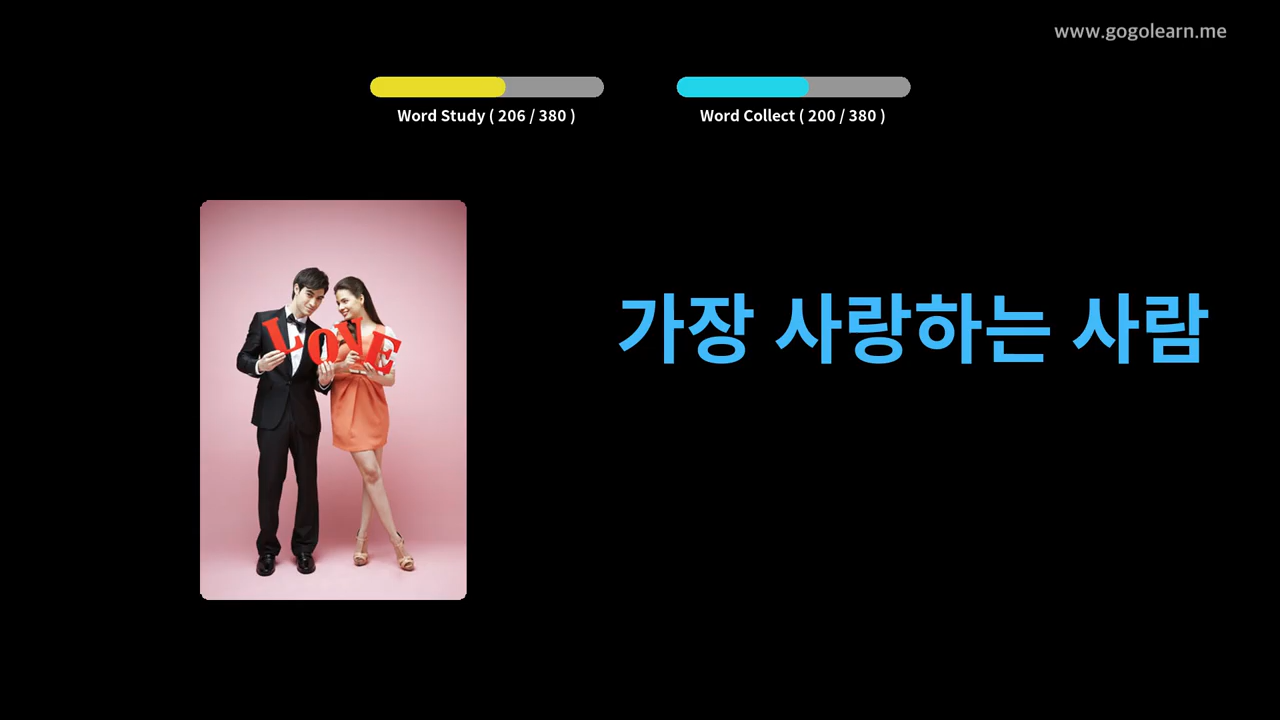 www.gogolearn.me
Word Study ( 206 / 380 )
Word Collect ( 200 / 380 )
LOVE
가장 사랑하는 사람